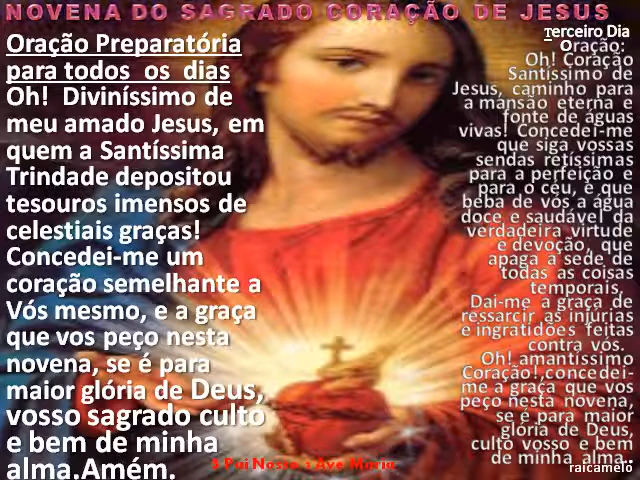 NOVENA DO SAGRADO CORAÇÃO DE JESUS
Oração Preparatória
para todos os dias
Oh! Diviníssimo de
meu amado Jesus, em
quem a Santíssima
Trindade depositou
tesouros imensos de
celestiais graças!
Concedei-me um
coração semelhante a
Vós mesmo, e a graça
que vos peço nesta
novena, se é para
maior glória de Deus,
vosso sagrado culto
e bem de minha
alma.Amém.
Terceiro Dia
Oração:
Oh! Coração
Santíssimo de
Jesus, caminho para
a mansão eterna e
fonte de águas
vivas! Concedei-me
que siga vossas
sendas retíssimas
para a perfeição e
para o céu, e que
beba de vós a água
doce e saudável da
verdadeira virtude
e devoção, que
apaga a sede de
todas as coisas
temporais.
Dai-me a graça de
ressarcir as injúrias
e ingratidões feitas
contra vós.
Oh! amantíssimo
Coração!,concedei-
me a graça que vos
peço nesta novena,
se é para maior
glória de Deus,
culto vosso e bem
de minha alma..
Nosso
Ave Maria
raicamelo